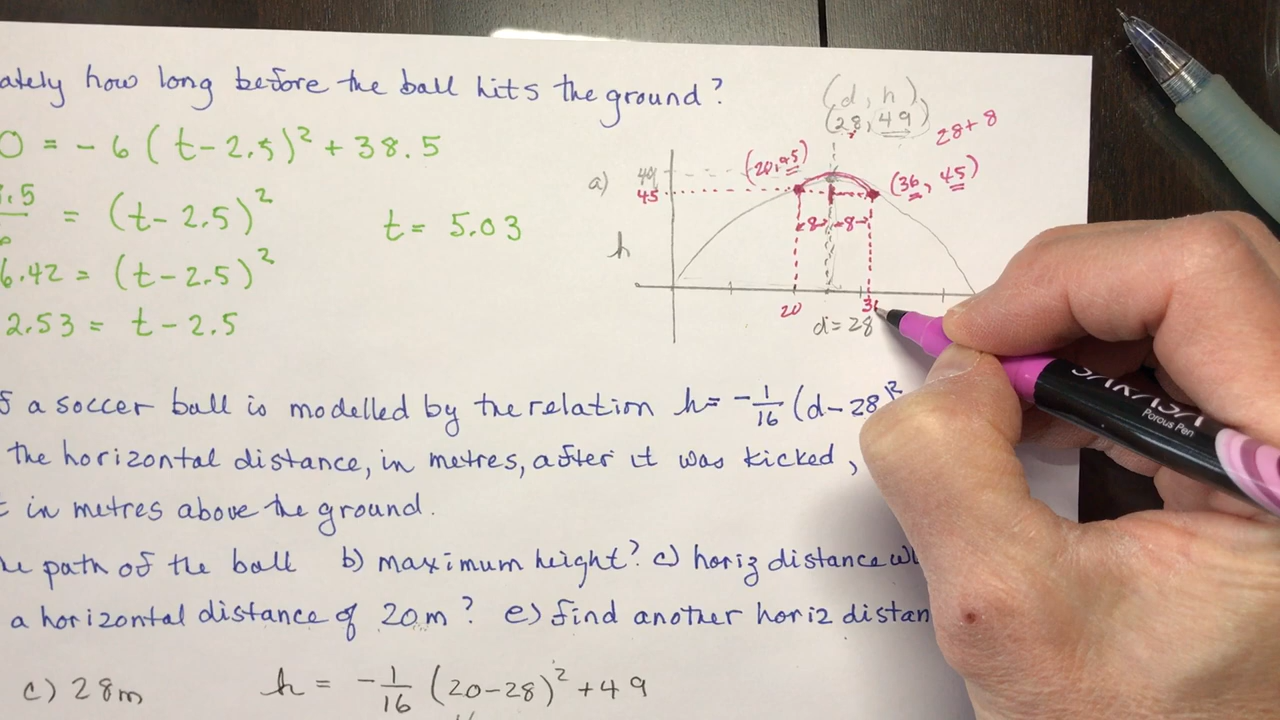 ately how long before the ball hits the ground?
0 = - 6 ( t - 2.5 )² + 38.5
= ( t - 2.5 )²
6.42 = ( t - 2.5 )²
2.53 = t - 2.5
t = 5.03
(d, h)
(28, 49)
28 + 8
a)
49
45
(20, 45)
(36, 45)
8
8
h
20
d = 28
a soccer ball is modelled by the relation h = - 1/16 (d - 28)²
the horizontal distance, in metres, after it was kicked,
in metres above the ground.
path of the ball b) maximum height? c) horiz distance
a horizontal distance of 20m? e) find another horiz distan
c) 28m
h = - 1/16 (20 - 28)² + 49
SAKURA
Porous Pen